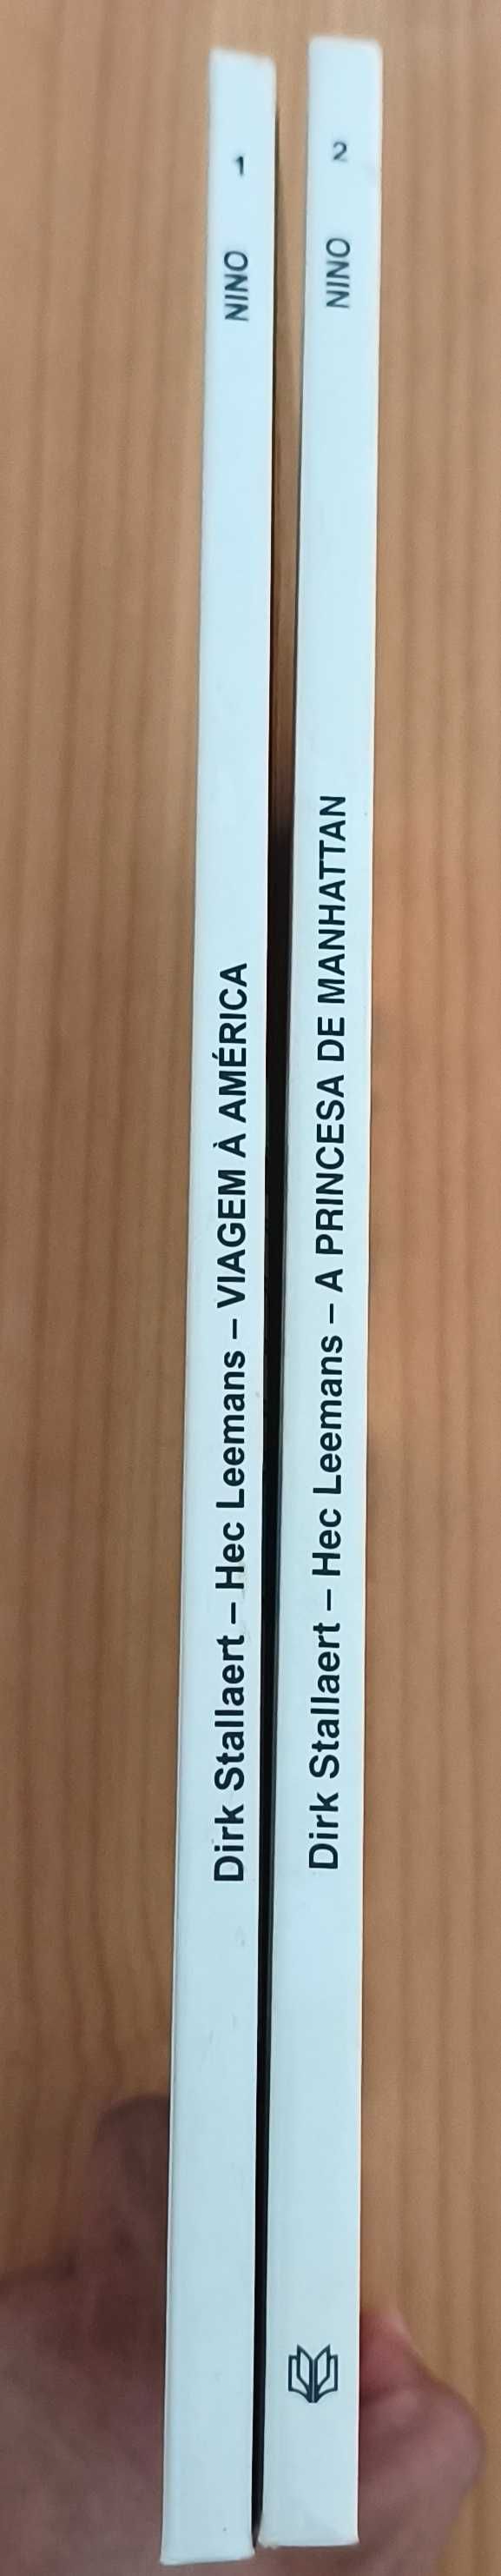 Dirk Stallaert – Hec Leemans – VIAGEM À AMÉRICA NINO 1
Dirk Stallaert – Hec Leemans – A PRINCESA DE MANHATTAN NINO 2